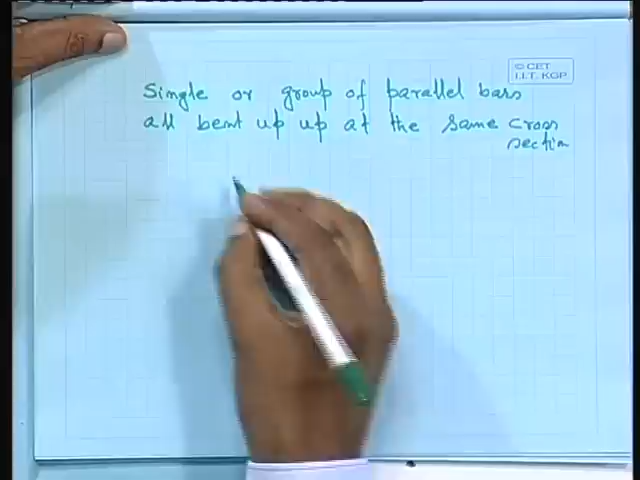 © CET
I.I.T. KGP
Single or group of parallel bars
all bent up up at the same cross
section